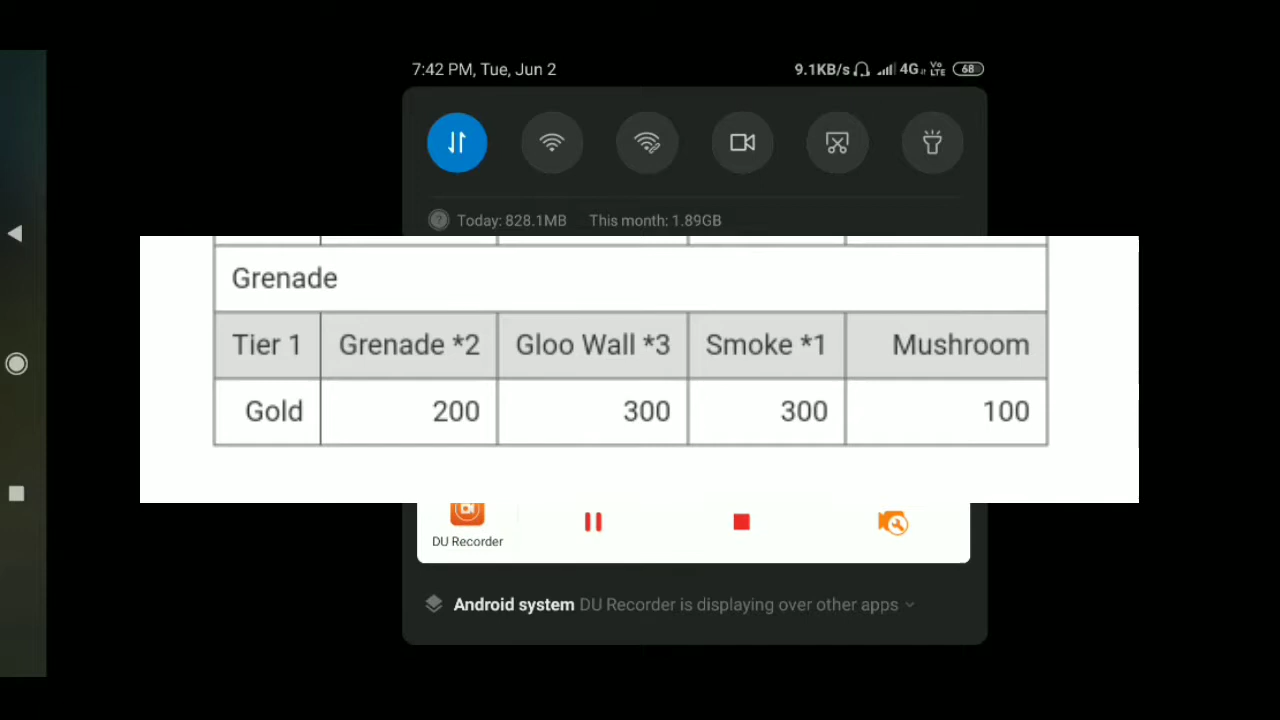 7:42 PM, Tue, Jun 2 9.1KB/s 4G Vo LTE 68
Today: 828.1MB This month: 1.89GB
Grenade
Tier 1 Grenade *2 Gloo Wall *3 Smoke *1 Mushroom
Gold 200 300 300 100
DU Recorder
Android system DU Recorder is displaying over other apps